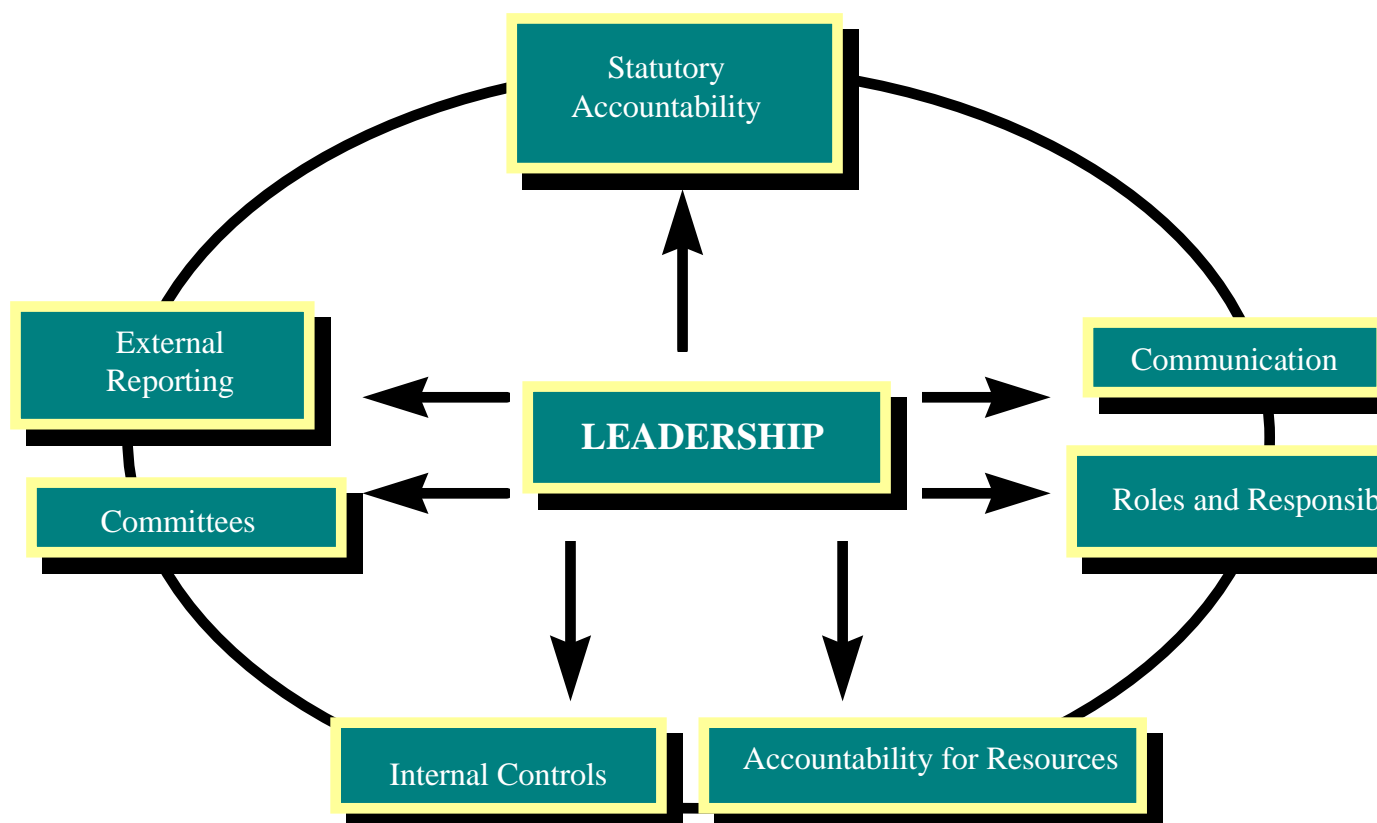 Statutory
Accountability
External
Reporting
Communication
LEADERSHIP
Roles and Responsib
Committees
Internal Controls
Accountability for Resources